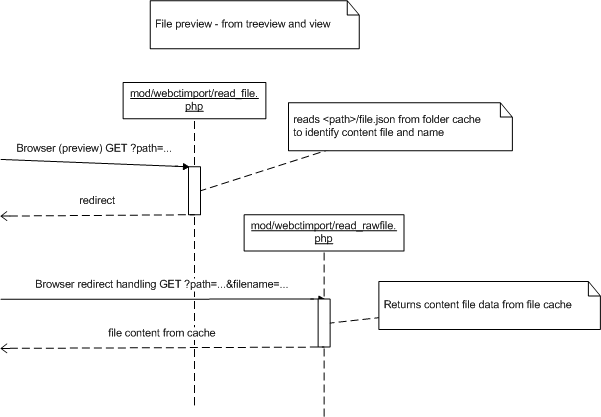 File preview - from treeview and view
mod/webctimport/read_file.
php
reads <path>/file.json from folder cache
to identify content file and name
Browser (preview) GET ?path=...
redirect
mod/webctimport/read_rawfile.
php
Browser redirect handling GET ?path=...&filename=...
Returns content file data from file cache
file content from cache